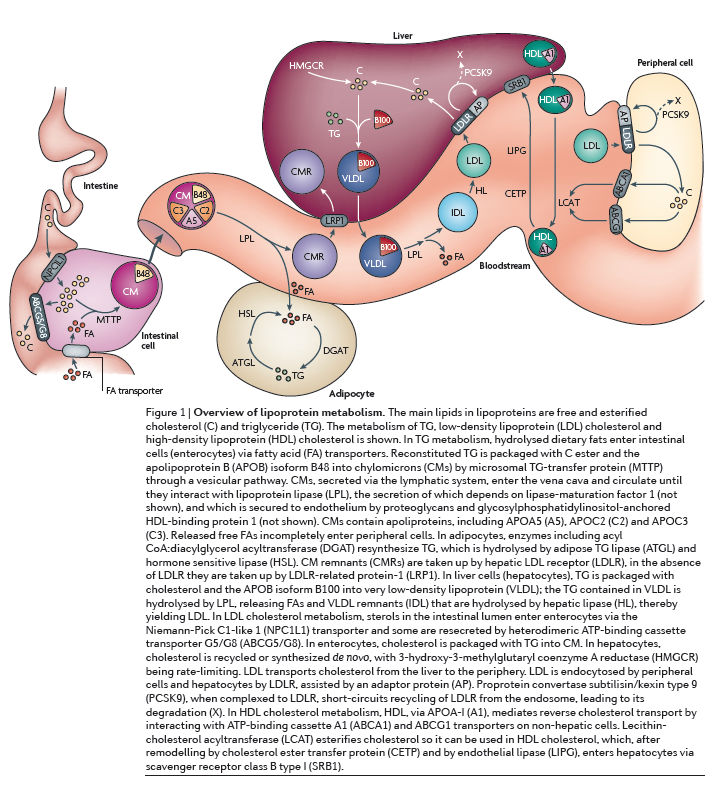 Liver
HMGCR
C
C
X
PCSK9
HDL
A1
SRB1
AP
LDLR
TG
B100
B100
VLDL
CMR
LRP1
Peripheral cell
HDL
A1
AP
LDLR
X
PCSK9
LDL
LDL
LIPG
ABCA1
C
LCAT
ABCG1
CETP
HL
IDL
HDL
A1
Bloodstream
Intestine
CM
B48
C3
C2
A5
LPL
CMR
B100
VLDL
LPL
FA
C
NPC1L1
B48
CM
MTTP
ABCG5/G8
FA
C
Intestinal
cell
FA
FA transporter
FA
HSL
FA
DGAT
ATGL
TG
Adipocyte
Figure 1 | Overview of lipoprotein metabolism. The main lipids in lipoproteins are free and esterified
cholesterol (C) and triglyceride (TG). The metabolism of TG, low-density lipoprotein (LDL) cholesterol and
high-density lipoprotein (HDL) cholesterol is shown. In TG metabolism, hydrolysed dietary fats enter intestinal
cells (enterocytes) via fatty acid (FA) transporters. Reconstituted TG is packaged with C ester and the
apolipoprotein B (APOB) isoform B48 into chylomicrons (CMs) by microsomal TG-transfer protein (MTTP)
through a vesicular pathway. CMs, secreted via the lymphatic system, enter the vena cava and circulate until
they interact with lipoprotein lipase (LPL), the secretion of which depends on lipase-maturation factor 1 (not
shown), and which is secured to endothelium by proteoglycans and glycosylphosphatidylinositol-anchored
HDL-binding protein 1 (not shown). CMs contain apoliproteins, including APOA5 (A5), APOC2 (C2) and APOC3
(C3). Released free FAs incompletely enter peripheral cells. In adipocytes, enzymes including acyl
CoA:diacylglycerol acyltransferase (DGAT) resynthesize TG, which is hydrolysed by adipose TG lipase (ATGL) and
hormone sensitive lipase (HSL). CM remnants (CMRs) are taken up by hepatic LDL receptor (LDLR), in the absence
of LDLR they are taken up by LDLR-related protein-1 (LRP1). In liver cells (hepatocytes), TG is packaged with
cholesterol and the APOB isoform B100 into very low-density lipoprotein (VLDL); the TG contained in VLDL is
hydrolysed by LPL, releasing FAs and VLDL remnants (IDL) that are hydrolysed by hepatic lipase (HL), thereby
yielding LDL. In LDL cholesterol metabolism, sterols in the intestinal lumen enter enterocytes via the
Niemann-Pick C1-like 1 (NPC1L1) transporter and some are resecreted by heterodimeric ATP-binding cassette
transporter G5/G8 (ABCG5/G8). In enterocytes, cholesterol is packaged with TG into CM. In hepatocytes,
cholesterol is recycled or synthesized de novo, with 3-hydroxy-3-methylglutaryl coenzyme A reductase (HMGCR)
being rate-limiting. LDL transports cholesterol from the liver to the periphery. LDL is endocytosed by peripheral
cells and hepatocytes by LDLR, assisted by an adaptor protein (AP). Proprotein convertase subtilisin/kexin type 9
(PCSK9), when complexed to LDLR, short-circuits recycling of LDLR from the endosome, leading to its
degradation (X). In HDL cholesterol metabolism, HDL, via APOA-I (A1), mediates reverse cholesterol transport by
interacting with ATP-binding cassette A1 (ABCA1) and ABCG1 transporters on non-hepatic cells. Lecithin-
cholesterol acyltransferase (LCAT) esterifies cholesterol so it can be used in HDL cholesterol, which, after
remodelling by cholesterol ester transfer protein (CETP) and by endothelial lipase (LIPG), enters hepatocytes via
scavenger receptor class B type I (SRB1).